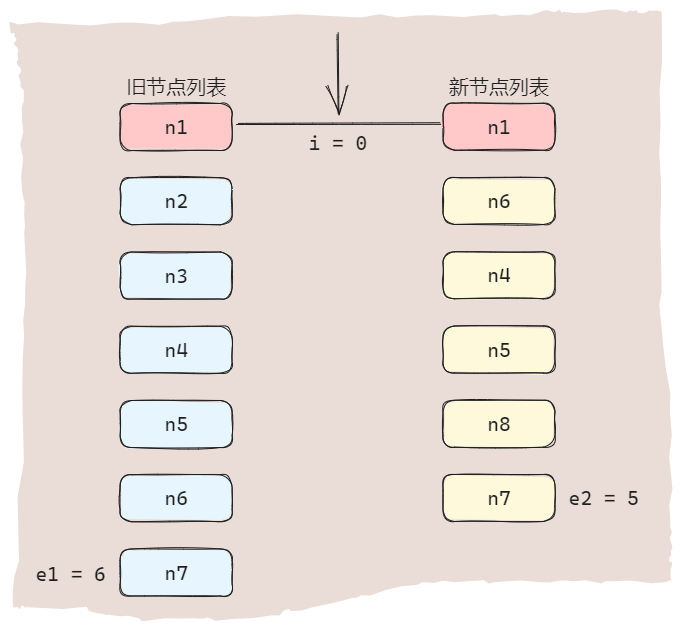 旧节点列表 新节点列表
n1 i = 0 n1
n2 n6
n3 n4
n4 n5
n5 n8
n6 n7 e2 = 5
e1 = 6 n7